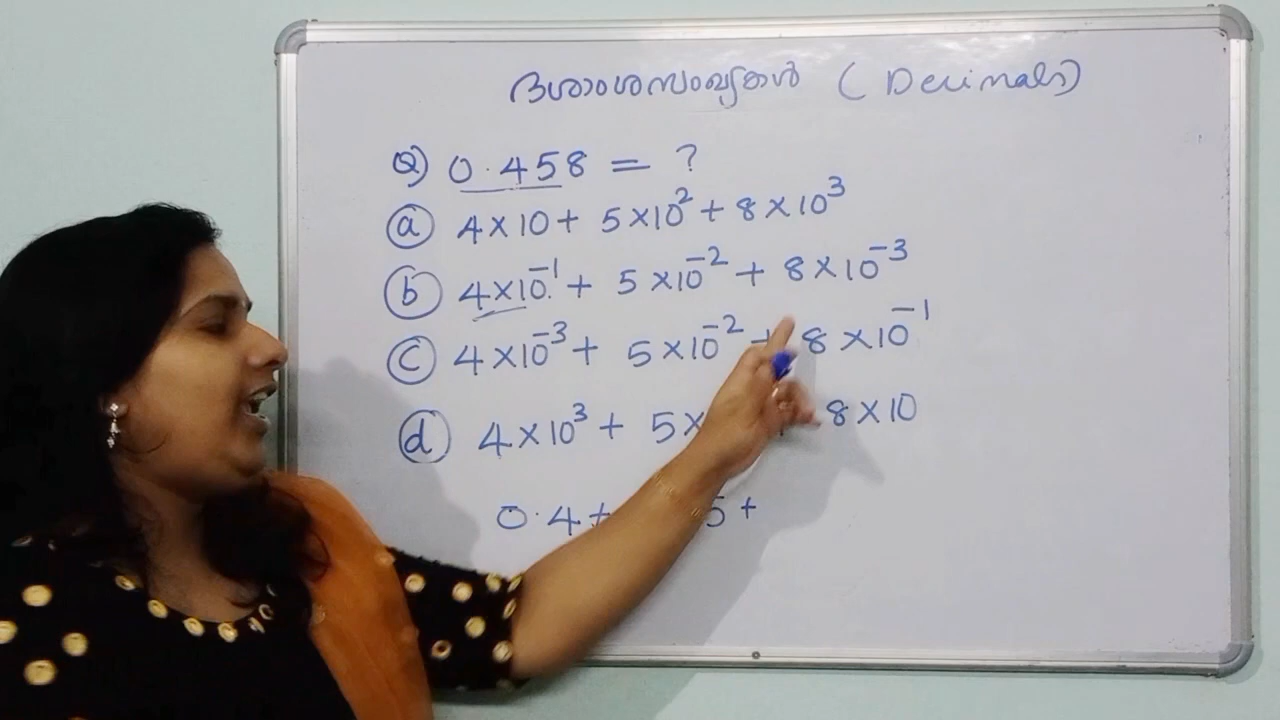 ദശാംശസംഖ്യകൾ (Decimals)
Q) 0.458 = ?
ⓐ 4×10 + 5×10² + 8×10³
ⓑ 4×10⁻¹ + 5×10⁻² + 8×10⁻³
ⓒ 4×10⁻³ + 5×10⁻² + 8×10⁻¹
ⓓ 4×10³ + 5× 8×10
0.4+ 5+